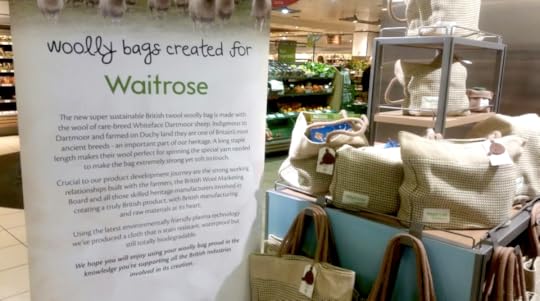 woolly bags created for
Waitrose
The new super sustainable British rwool woolly bag is made with
the wool of rare-breed Whiteface Dartmoor sheep. Indigenous to
Dartmoor and farmed on Duchy land they are one of Britain's most
ancient breeds - an important part of our heritage. A long staple
length makes their wool perfect for spinning the special yarn needed
to make the bag extremely strong yet soft to touch.
Crucial to our product development journey are the strong working
relationships built with the farmers, the British Wool Marketing
Board and all those skilled heritage manufacturers involved in
creating a truly British product, with British manufacturing
and raw materials at its heart.
Using the latest environmentally friendly plasma technology
we've produced a cloth that is stain resistant, waterproof but
still totally biodegradable.
We hope you will enjoy using your woolly bag proud in the
knowledge you're supporting all the British industries
involved in its creation.